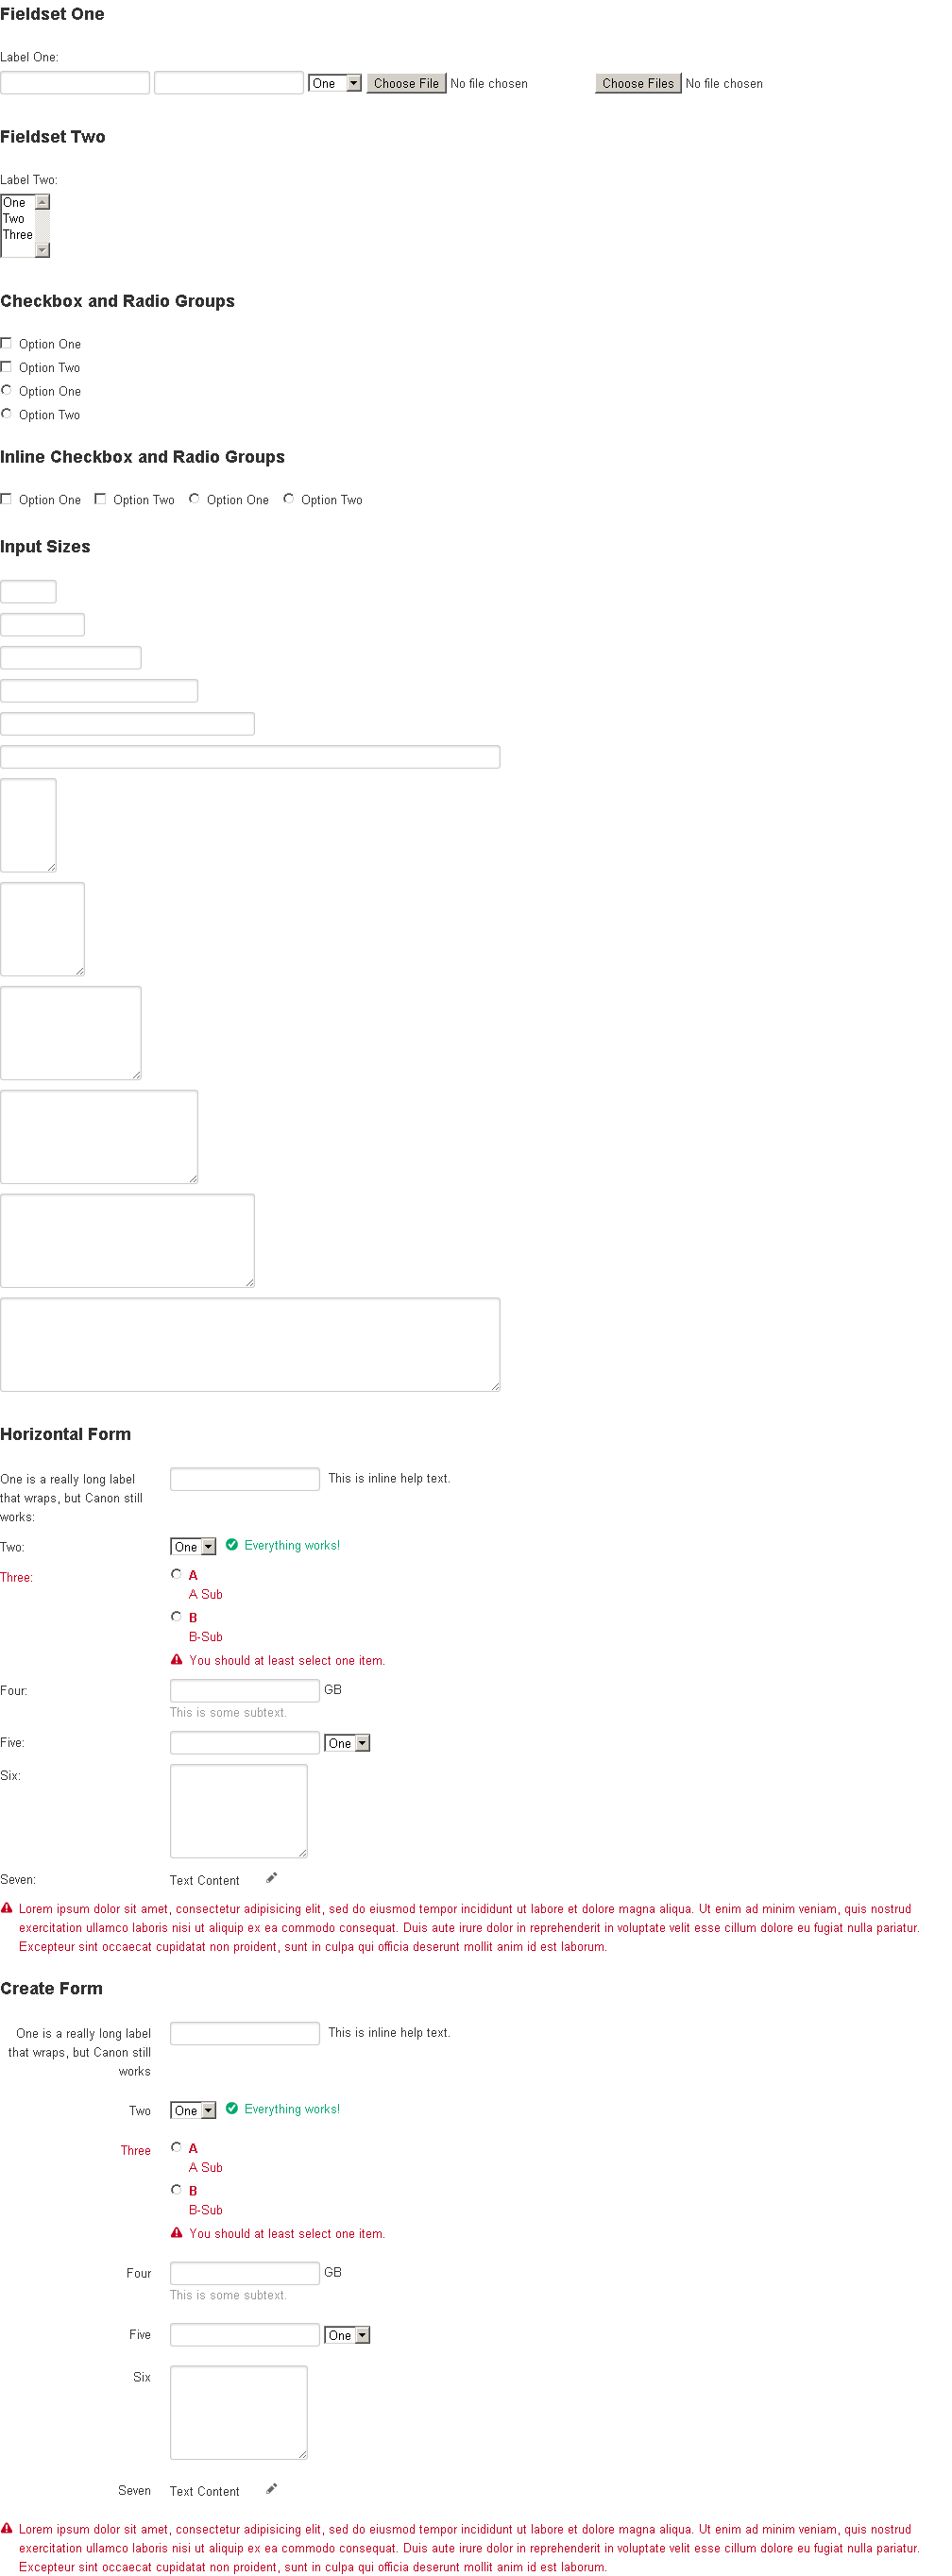 Fieldset One
Label One:
One Choose File No file chosen Choose Files No file chosen
Fieldset Two
Label Two:
One
Two
Three
Checkbox and Radio Groups
Option One
Option Two
Option One
Option Two
Inline Checkbox and Radio Groups
Option One Option Two Option One Option Two
Input Sizes
Horizontal Form
One is a really long label
that wraps, but Canon still
works:
This is inline help text.
Two: One Everything works!
Three: A
A Sub
B
B-Sub
You should at least select one item.
Four: GB
This is some subtext.
Five: One
Six:
Seven: Text Content
Lorem ipsum dolor sit amet, consectetur adipisicing elit, sed do eiusmod tempor incididunt ut labore et dolore magna aliqua. Ut enim ad minim veniam, quis nostrud
exercitation ullamco laboris nisi ut aliquip ex ea commodo consequat. Duis aute irure dolor in reprehenderit in voluptate velit esse cillum dolore eu fugiat nulla pariatur.
Excepteur sint occaecat cupidatat non proident, sunt in culpa qui officia deserunt mollit anim id est laborum.
Create Form
One is a really long label
that wraps, but Canon still
works
This is inline help text.
Two One Everything works!
Three A
A Sub
B
B-Sub
You should at least select one item.
Four GB
This is some subtext.
Five One
Six
Seven Text Content
Lorem ipsum dolor sit amet, consectetur adipisicing elit, sed do eiusmod tempor incididunt ut labore et dolore magna aliqua. Ut enim ad minim veniam, quis nostrud
exercitation ullamco laboris nisi ut aliquip ex ea commodo consequat. Duis aute irure dolor in reprehenderit in voluptate velit esse cillum dolore eu fugiat nulla pariatur.
Excepteur sint occaecat cupidatat non proident, sunt in culpa qui officia deserunt mollit anim id est laborum.